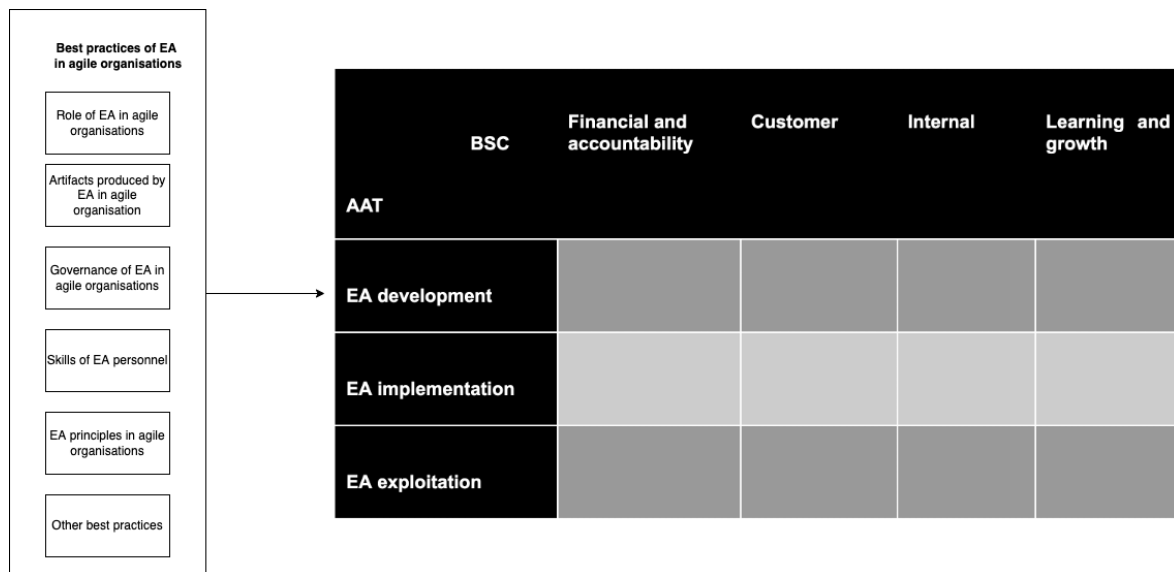 Best practices of EA
in agile organisations
Role of EA in agile
organisations
Artifacts produced by
EA in agile
organisation
Governance of EA in
agile organisations
Skills of EA personnel
EA principles in agile
organisations
Other best practices
BSC
AAT
Financial and
accountability
Customer
Internal
Learning and
growth
EA development
EA implementation
EA exploitation